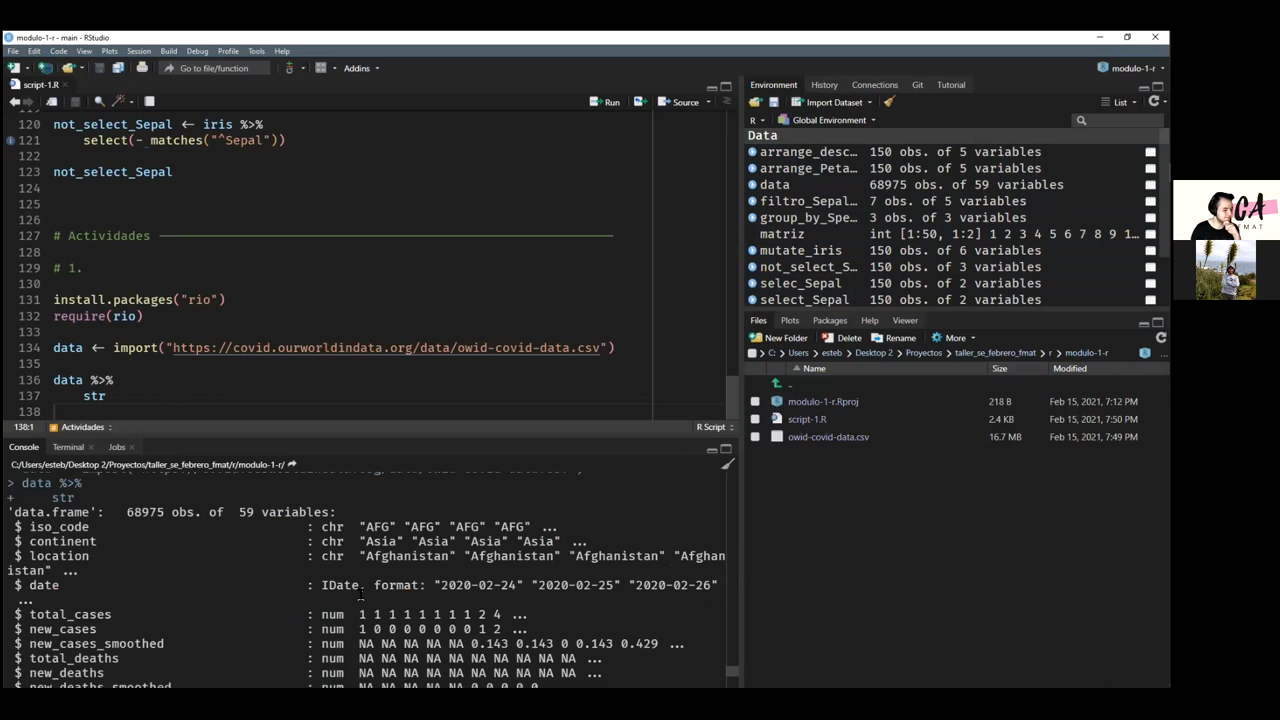 modulo-1-r - main - RStudio
File Edit Code View Plots Session Build Debug Profile Tools Help
Go to file/function Addins modulo-1-r
script-1.R
Run Source
120 not_select_Sepal ← iris %>%
121 select(- matches("^Sepal"))
122
123 not_select_Sepal
124
125
126
127 # Actividades
128
129 # 1.
130
131 install.packages("rio")
132 require(rio)
133
134 data ← import("https://covid.ourworldindata.org/data/owid-covid-data.csv")
135
136 data %>%
137 str
138
138:1 # Actividades R Script
Console Terminal Jobs
C:/Users/esteb/Desktop 2/Proyectos/taller_se_febrero_fmat/r/modulo-1-r/
> data %>%
+ str
'data.frame': 68975 obs. of 59 variables:
$ iso_code : chr "AFG" "AFG" "AFG" "AFG" ...
$ continent : chr "Asia" "Asia" "Asia" "Asia" ...
$ location : chr "Afghanistan" "Afghanistan" "Afghanistan" "Afghan
istan" ...
$ date : IDate, format: "2020-02-24" "2020-02-25" "2020-02-26"
...
$ total_cases : num 1 1 1 1 1 1 1 1 2 4 ...
$ new_cases : num 1 0 0 0 0 0 0 0 1 2 ...
$ new_cases_smoothed : num NA NA NA NA NA 0.143 0.143 0 0.143 0.429 ...
$ total_deaths : num NA NA NA NA NA NA NA NA NA NA ...
$ new_deaths : num NA NA NA NA NA NA NA NA NA NA ...
$ new_deaths_smoothed : num NA NA NA NA NA 0 0 0 0 0
Environment History Connections Git Tutorial
Import Dataset List
R Global Environment
Data
arrange_desc… 150 obs. of 5 variables
arrange_Peta… 150 obs. of 5 variables
data 68975 obs. of 59 variables
filtro_Sepal… 7 obs. of 5 variables
group_by_Spe… 3 obs. of 3 variables
matriz int [1:50, 1:2] 1 2 3 4 5 6 7 8 9 1…
mutate_iris 150 obs. of 6 variables
not_select_S… 150 obs. of 3 variables
selec_Sepal 150 obs. of 2 variables
select_Sepal 150 obs. of 2 variables
Files Plots Packages Help Viewer
New Folder Delete Rename More
C: Users esteb Desktop 2 Proyectos taller_se_febrero_fmat r modulo-1-r ...
Name Size Modified
..
modulo-1-r.Rproj 218 B Feb 15, 2021, 7:12 PM
script-1.R 2.4 KB Feb 15, 2021, 7:50 PM
owid-covid-data.csv 16.7 MB Feb 15, 2021, 7:49 PM
CA
MAT